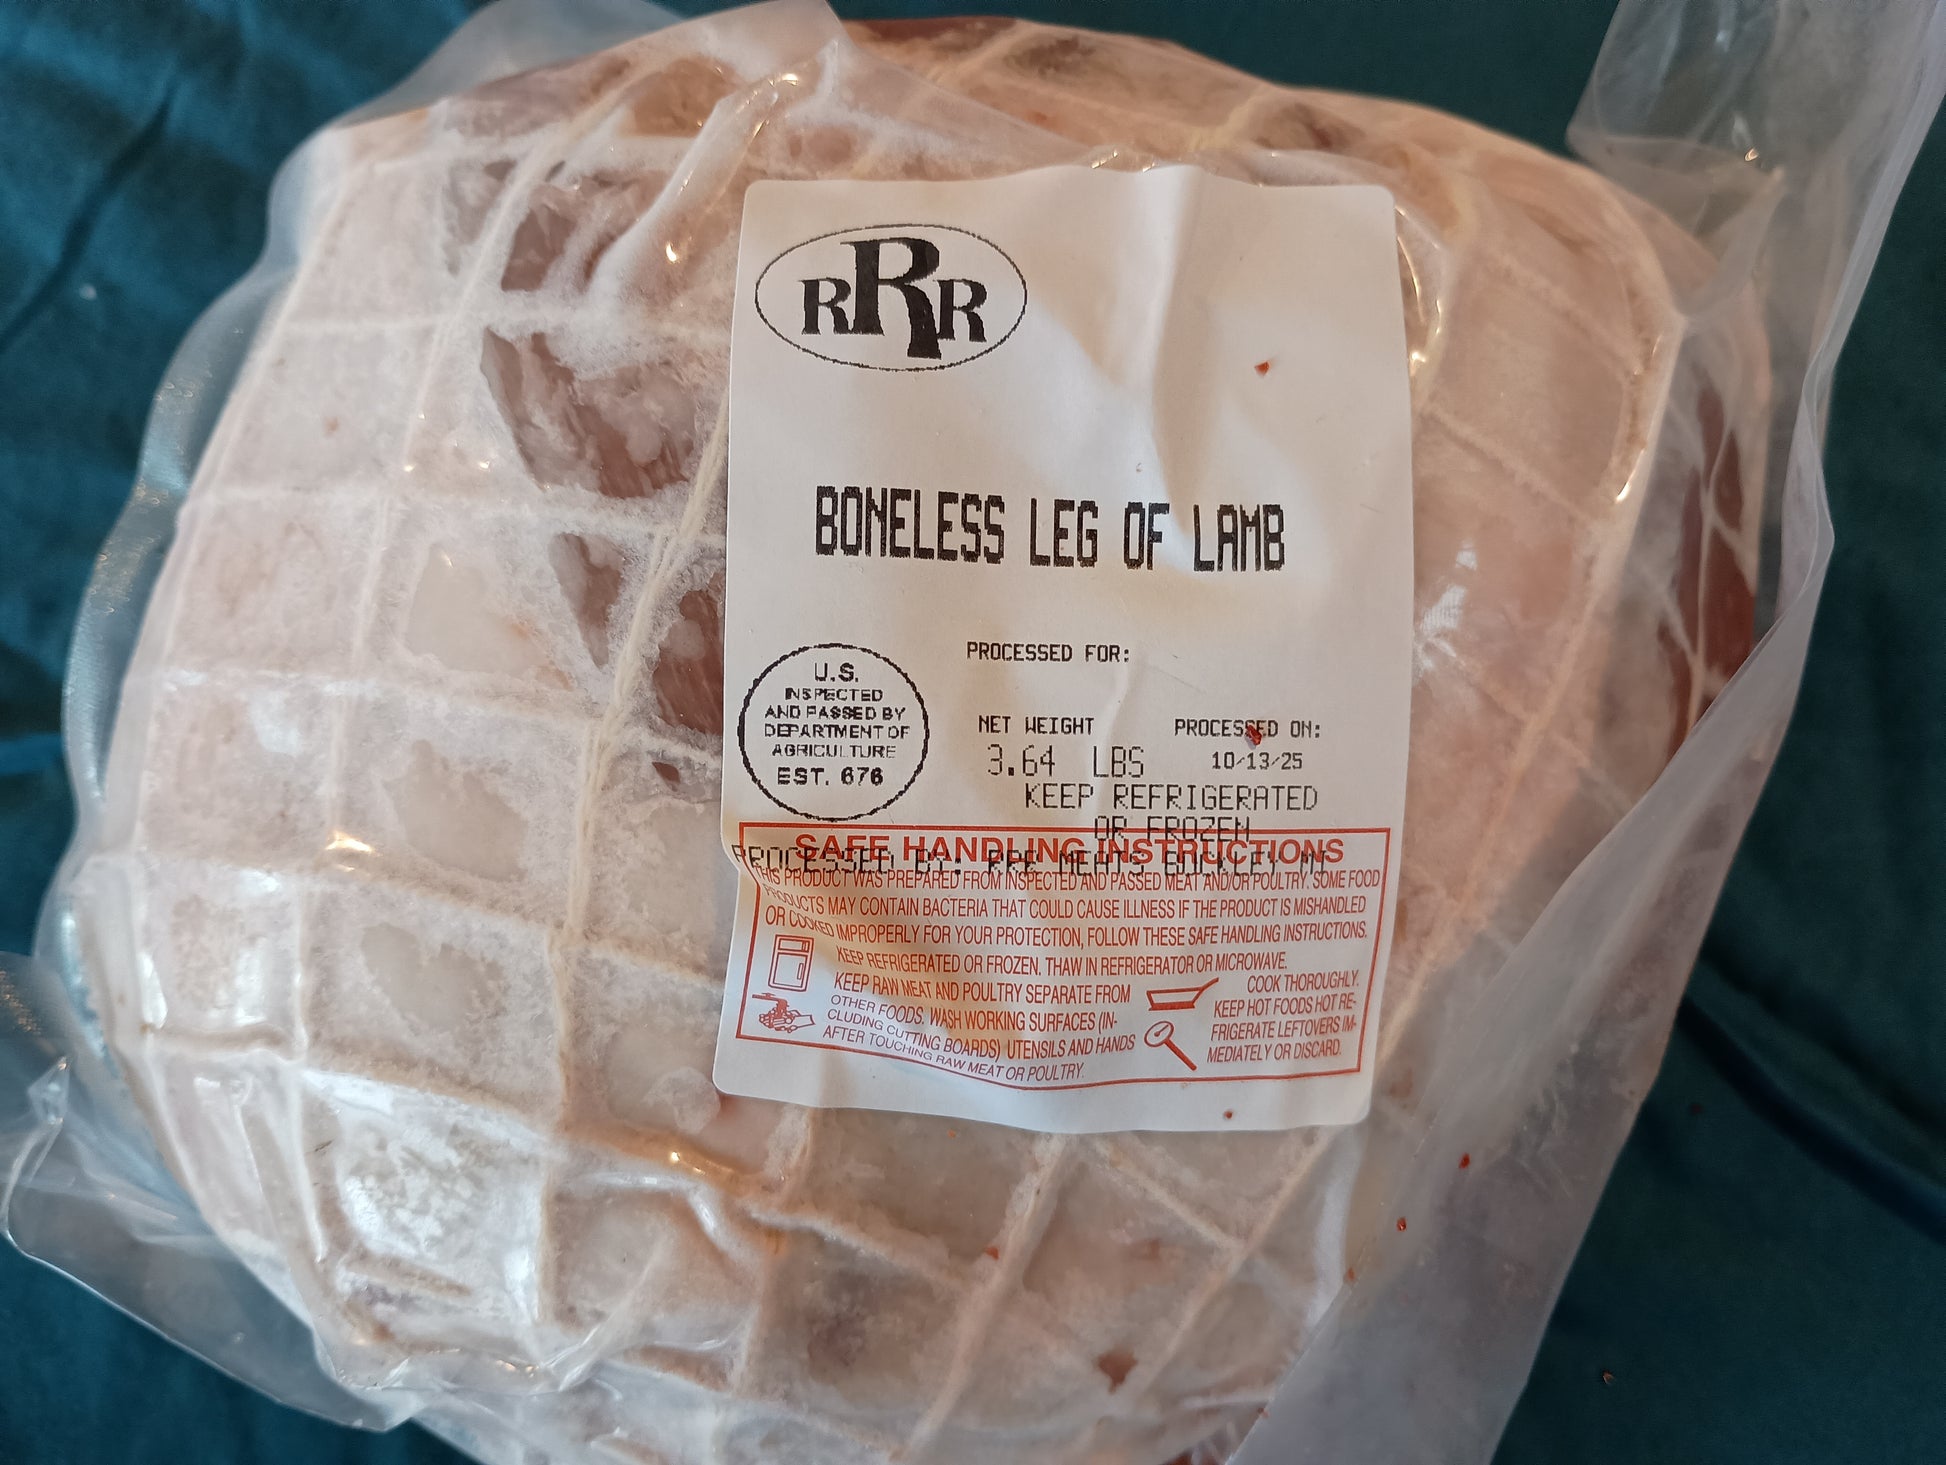 RRR
BONELESS LEG OF LAMB
PROCESSED FOR:
U.S.
INSPECTED
AND PASSED BY
DEPARTMENT OF
AGRICULTURE
EST. 676
NET WEIGHT
3.64 LBS
PROCESSED ON:
10/13/25
KEEP REFRIGERATED
OR FROZEN
PROCESSED BY: RRR MEATS BUCKLEY MI
SAFE HANDLING INSTRUCTIONS
THIS PRODUCT WAS PREPARED FROM INSPECTED AND PASSED MEAT AND/OR POULTRY. SOME FOOD
PRODUCTS MAY CONTAIN BACTERIA THAT COULD CAUSE ILLNESS IF THE PRODUCT IS MISHANDLED
OR COOKED IMPROPERLY FOR YOUR PROTECTION, FOLLOW THESE SAFE HANDLING INSTRUCTIONS.
KEEP REFRIGERATED OR FROZEN. THAW IN REFRIGERATOR OR MICROWAVE.
KEEP RAW MEAT AND POULTRY SEPARATE FROM
OTHER FOODS. WASH WORKING SURFACES (IN-
CLUDING CUTTING BOARDS) UTENSILS AND HANDS
AFTER TOUCHING RAW MEAT OR POULTRY.
COOK THOROUGHLY.
KEEP HOT FOODS HOT RE-
FRIGERATE LEFTOVERS IM-
MEDIATELY OR DISCARD.